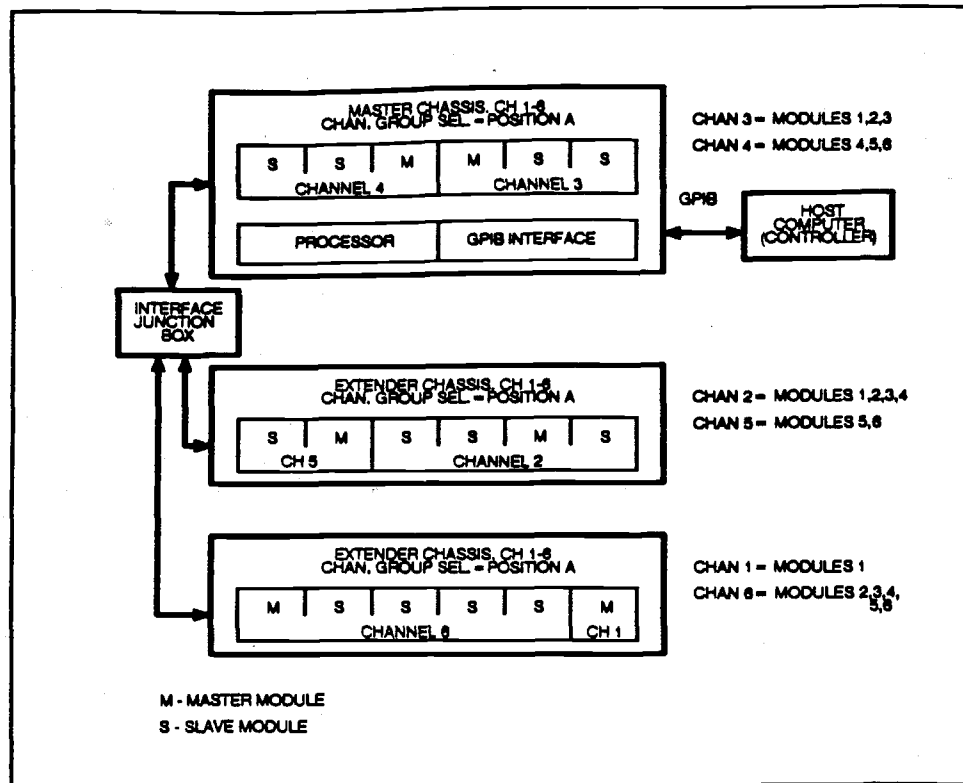 MASTER CHASSIS, CH 1-6
CHAN. GROUP SEL. = POSITION A
S S M M S S
CHANNEL 4 CHANNEL 3
PROCESSOR GPIB INTERFACE
CHAN 3 = MODULES 1,2,3
CHAN 4 = MODULES 4,5,6
GPIB
HOST
COMPUTER
(CONTROLLER)
INTERFACE
JUNCTION
BOX
EXTENDER CHASSIS, CH 1-6
CHAN. GROUP SEL. = POSITION A
S M S S M S
CH 5 CHANNEL 2
CHAN 2 = MODULES 1,2,3,4
CHAN 5 = MODULES 5,6
EXTENDER CHASSIS, CH 1-6
CHAN. GROUP SEL. = POSITION A
M S S S S M
CHANNEL 6 CH 1
CHAN 1 = MODULES 1
CHAN 6 = MODULES 2,3,4,
5,6
M - MASTER MODULE
S - SLAVE MODULE